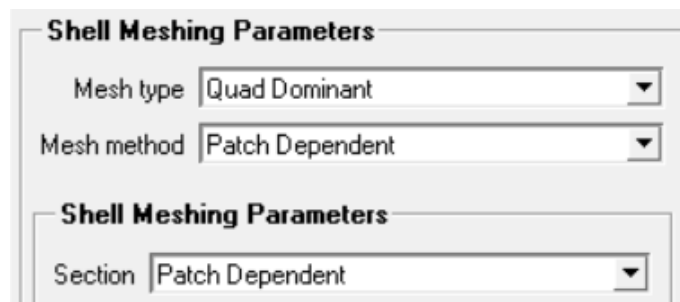 Shell Meshing Parameters
Mesh type Quad Dominant
Mesh method Patch Dependent
Shell Meshing Parameters
Section Patch Dependent